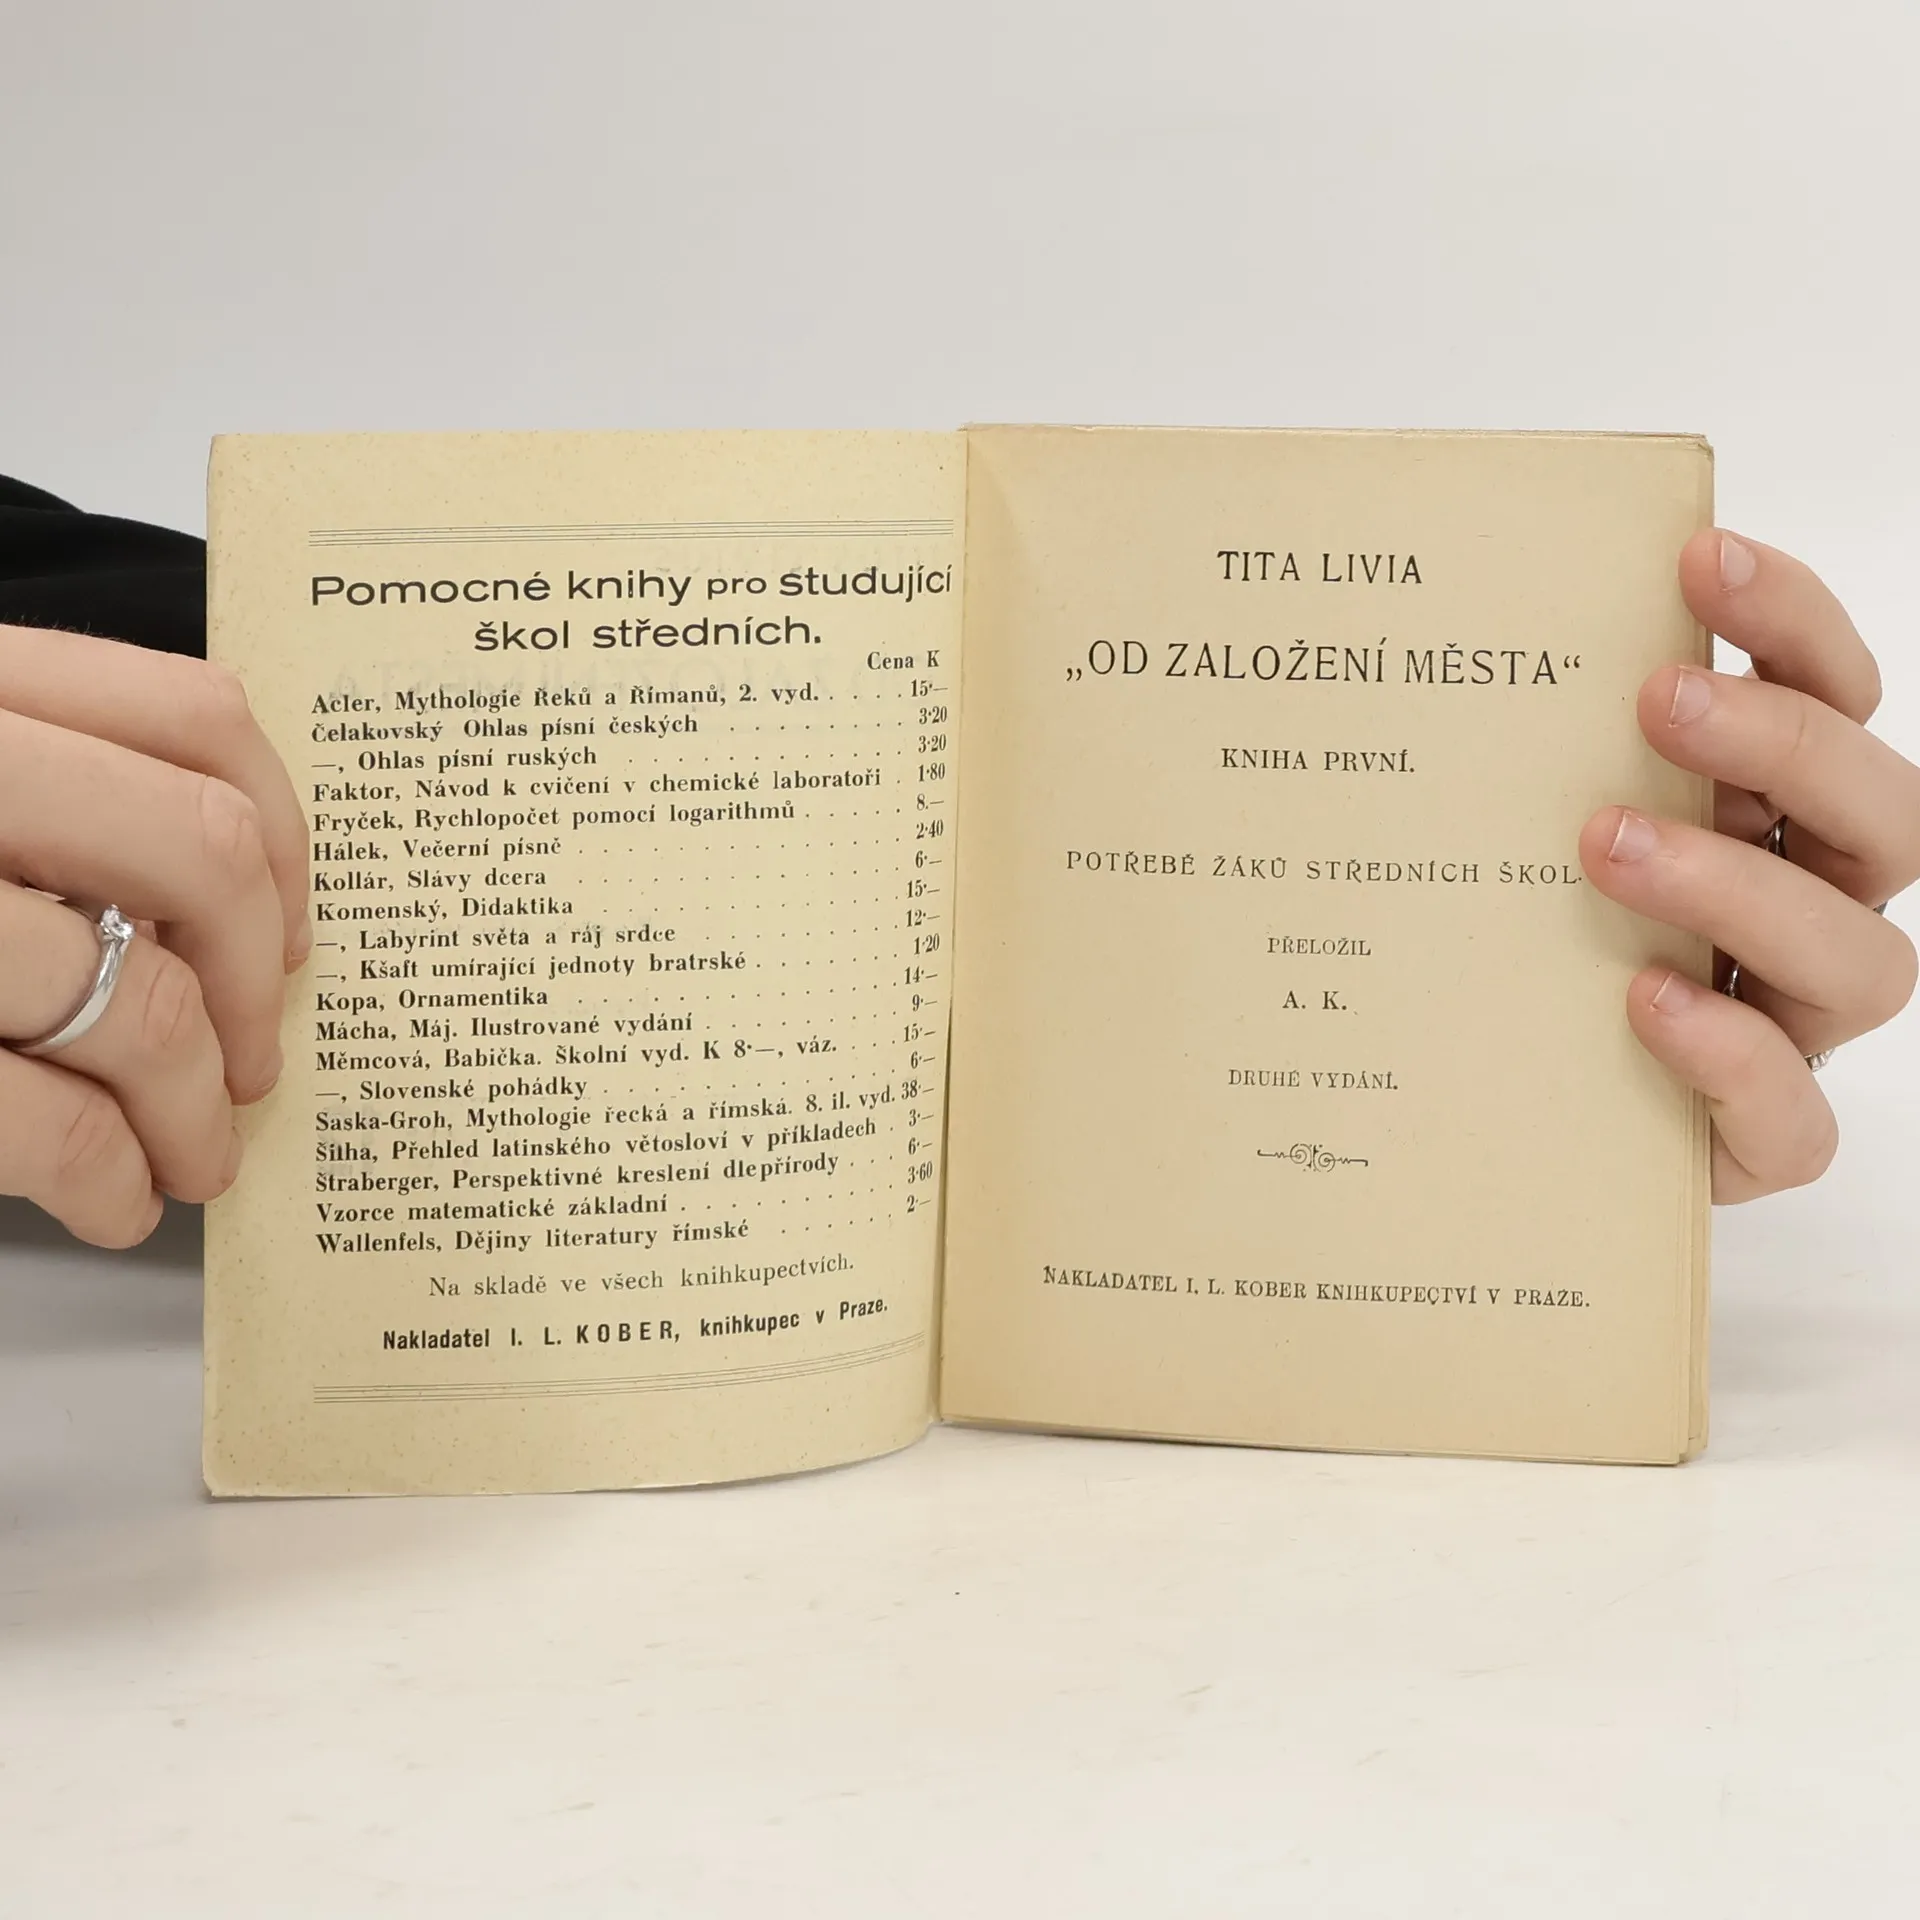 Pomocné knihy pro studující
škol středních.
Cena K
Acler, Mythologie Řeků a Římanů, 2. vyd. . . . . 15·—
Čelakovský Ohlas písní českých . . . . . . . . 3·20
—, Ohlas písní ruských . . . . . . . . . . . 3·20
Faktor, Návod k cvičení v chemické laboratoři . 1·80
Fryček, Rychlopočet pomocí logarithmů . . . . . 8.—
Hálek, Večerní písně . . . . . . . . . . . . . 2·40
Kollár, Slávy dcera . . . . . . . . . . . . . 6·—
Komenský, Didaktika . . . . . . . . . . . . 15·—
—, Labyrint světa a ráj srdce . . . . . . . . 12·—
—, Kšaft umírající jednoty bratrské . . . . . . . 1·20
Kopa, Ornamentika . . . . . . . . . . . . . 14·—
Mácha, Máj. Ilustrované vydání . . . . . . . . . 9·—
Měmcová, Babička. Školní vyd. K 8·—, váz. . . . 15·—
—, Slovenské pohádky . . . . . . . . . . . . 6·—
Saska-Groh, Mythologie řecká a římská. 8. il. vyd. 38·—
Šilha, Přehled latinského větosloví v příkladech . 3·—
Štraberger, Perspektivné kreslení dle přírody . . . 6·—
Vzorce matematické základní . . . . . . . . . 3·60
Wallenfels, Dějiny literatury římské . . . . . . 2·—
Na skladě ve všech knihkupectvích.
Nakladatel I. L. KOBER, knihkupec v Praze.
TITA LIVIA
„OD ZALOŽENÍ MĚSTA“
KNIHA PRVNÍ.
POTŘEBĚ ŽÁKŮ STŘEDNÍCH ŠKOL.
PŘELOŽIL
A. K.
DRUHÉ VYDÁNÍ.
NAKLADATEL I. L. KOBER KNIHKUPECTVÍ V PRAZE.